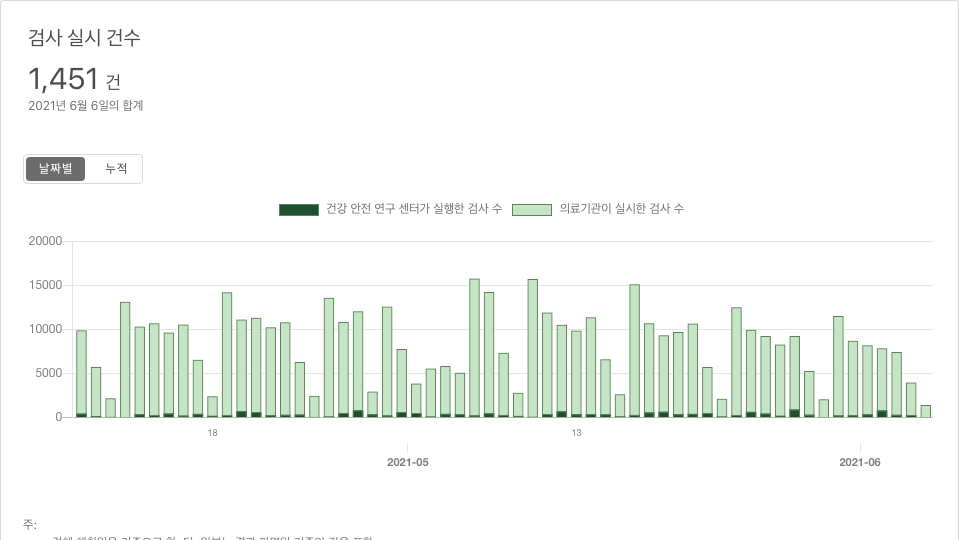 검사 실시 건수
1,451 건
2021년 6월 6일의 합계
날짜별 누적
건강 안전 연구 센터가 실행한 검사 수 의료기관이 실시한 검사 수
20000
15000
10000
5000
0
18 13
2021-05 2021-06
주: